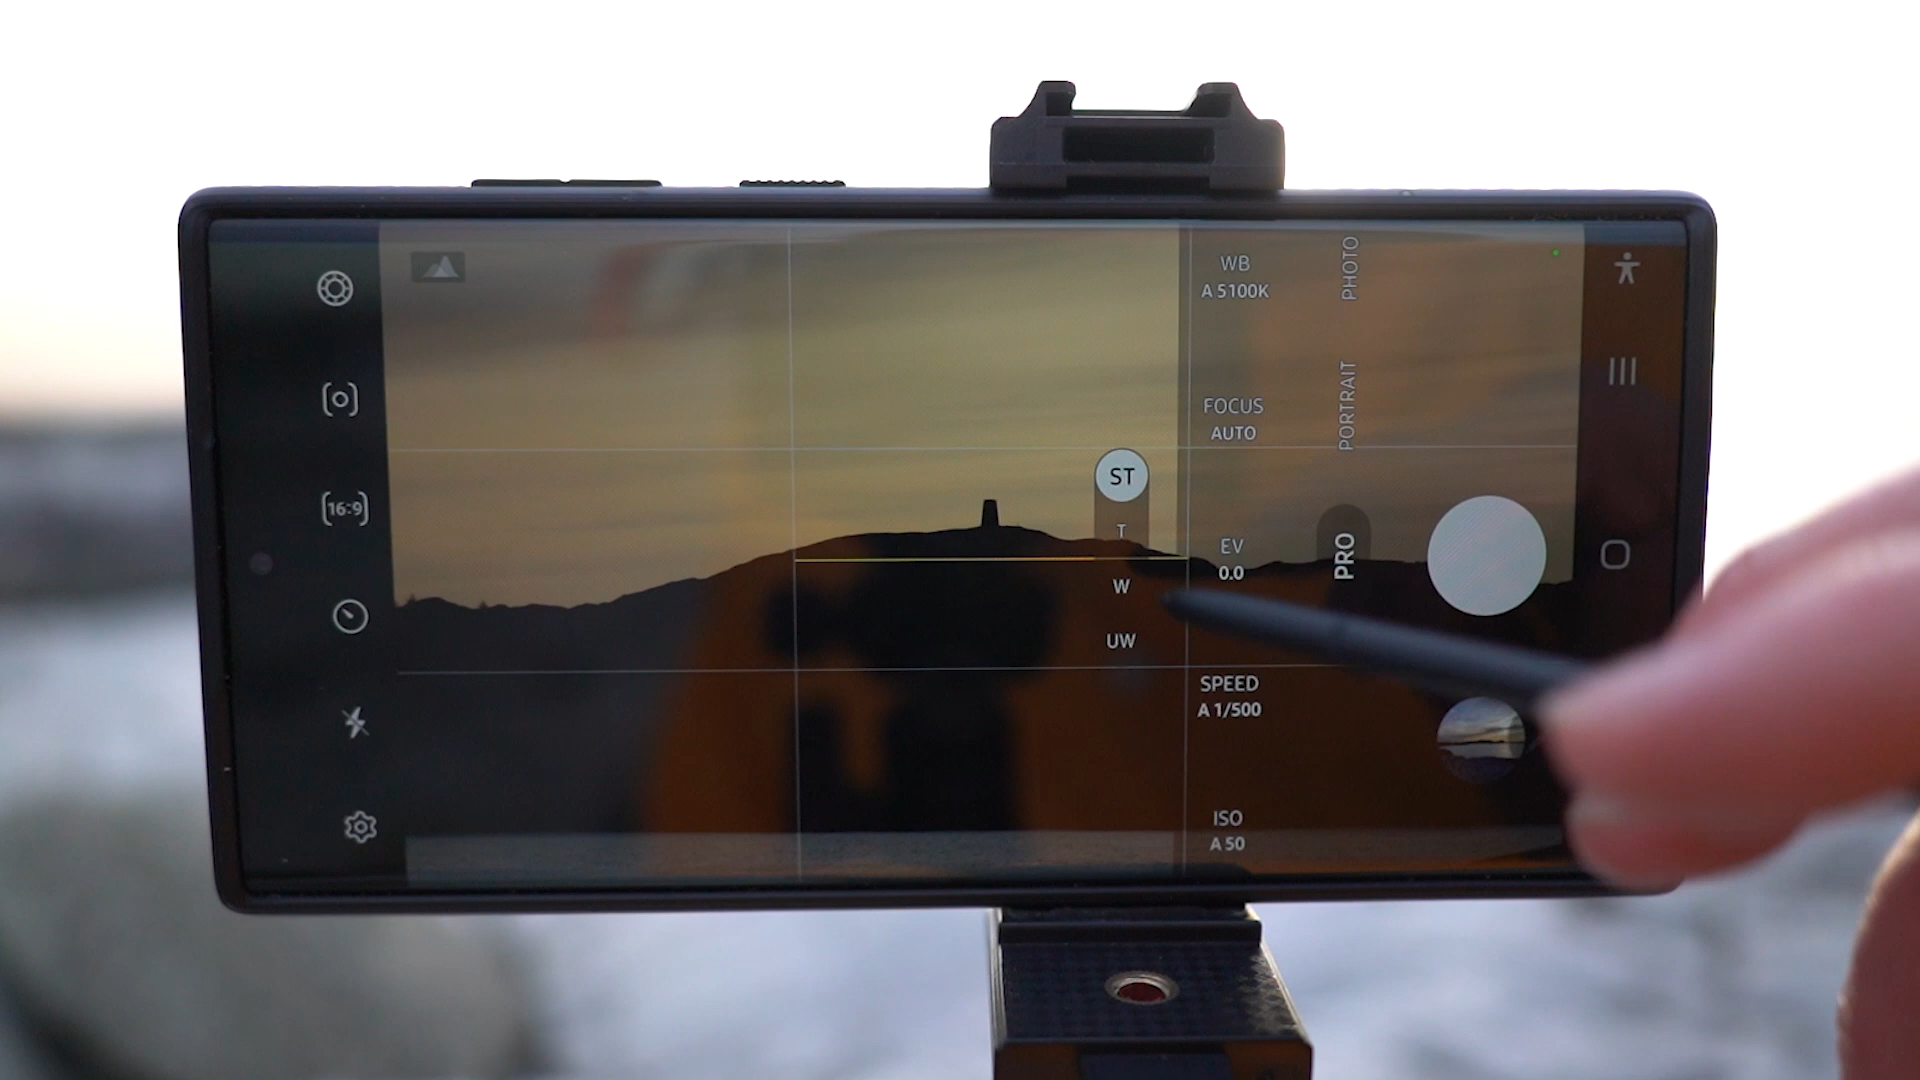 16:9
ST
T
W
UW
WB
A 5100K
FOCUS
AUTO
EV
0.0
SPEED
A 1/500
ISO
A 50
PHOTO
PORTRAIT
PRO